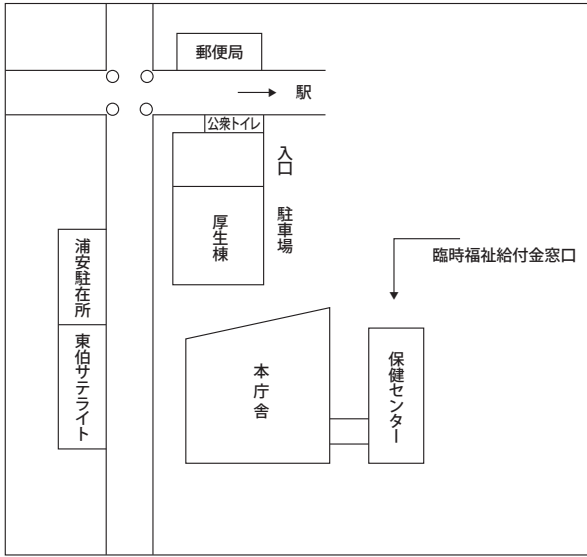 郵便局
駅
公衆トイレ
入口
駐車場
厚生棟
浦安駐在所
臨時福祉給付金窓口
東伯サテライト
本庁舎
保健センター